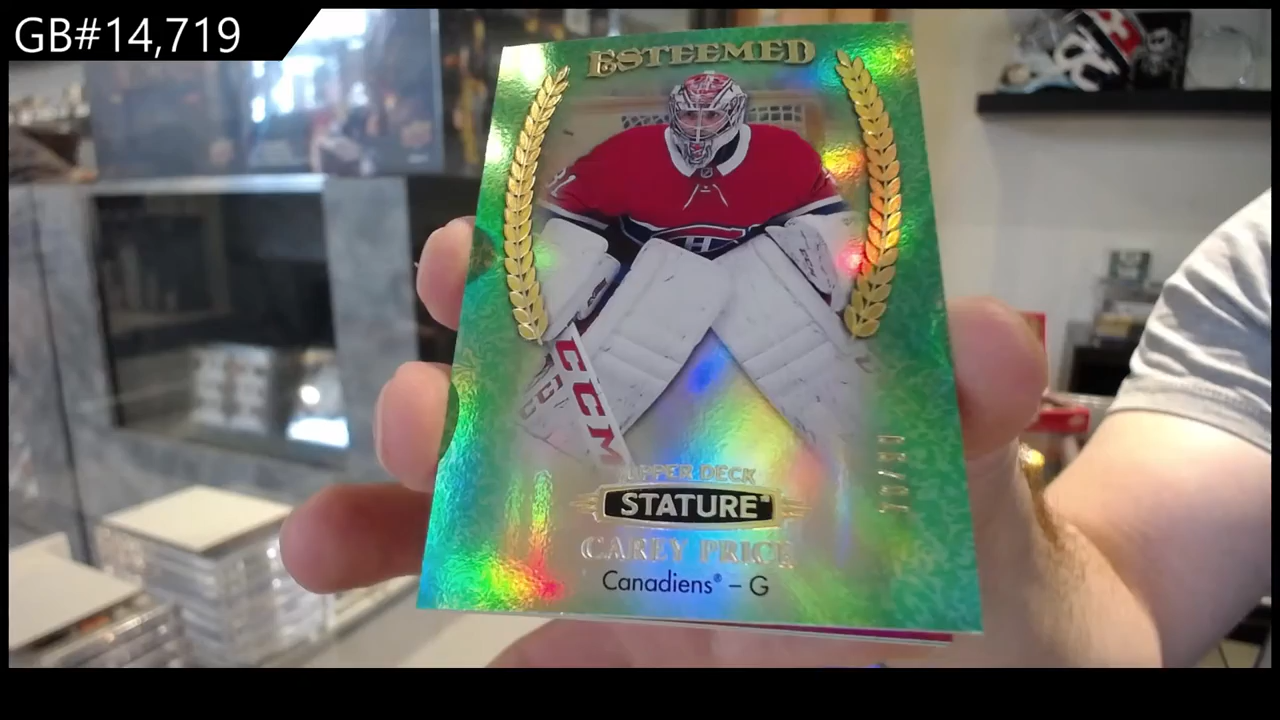 GB#14,719
ESTEEMED
CCM
UPPER DECK
STATURE
CAREY PRICE
Canadiens® – G